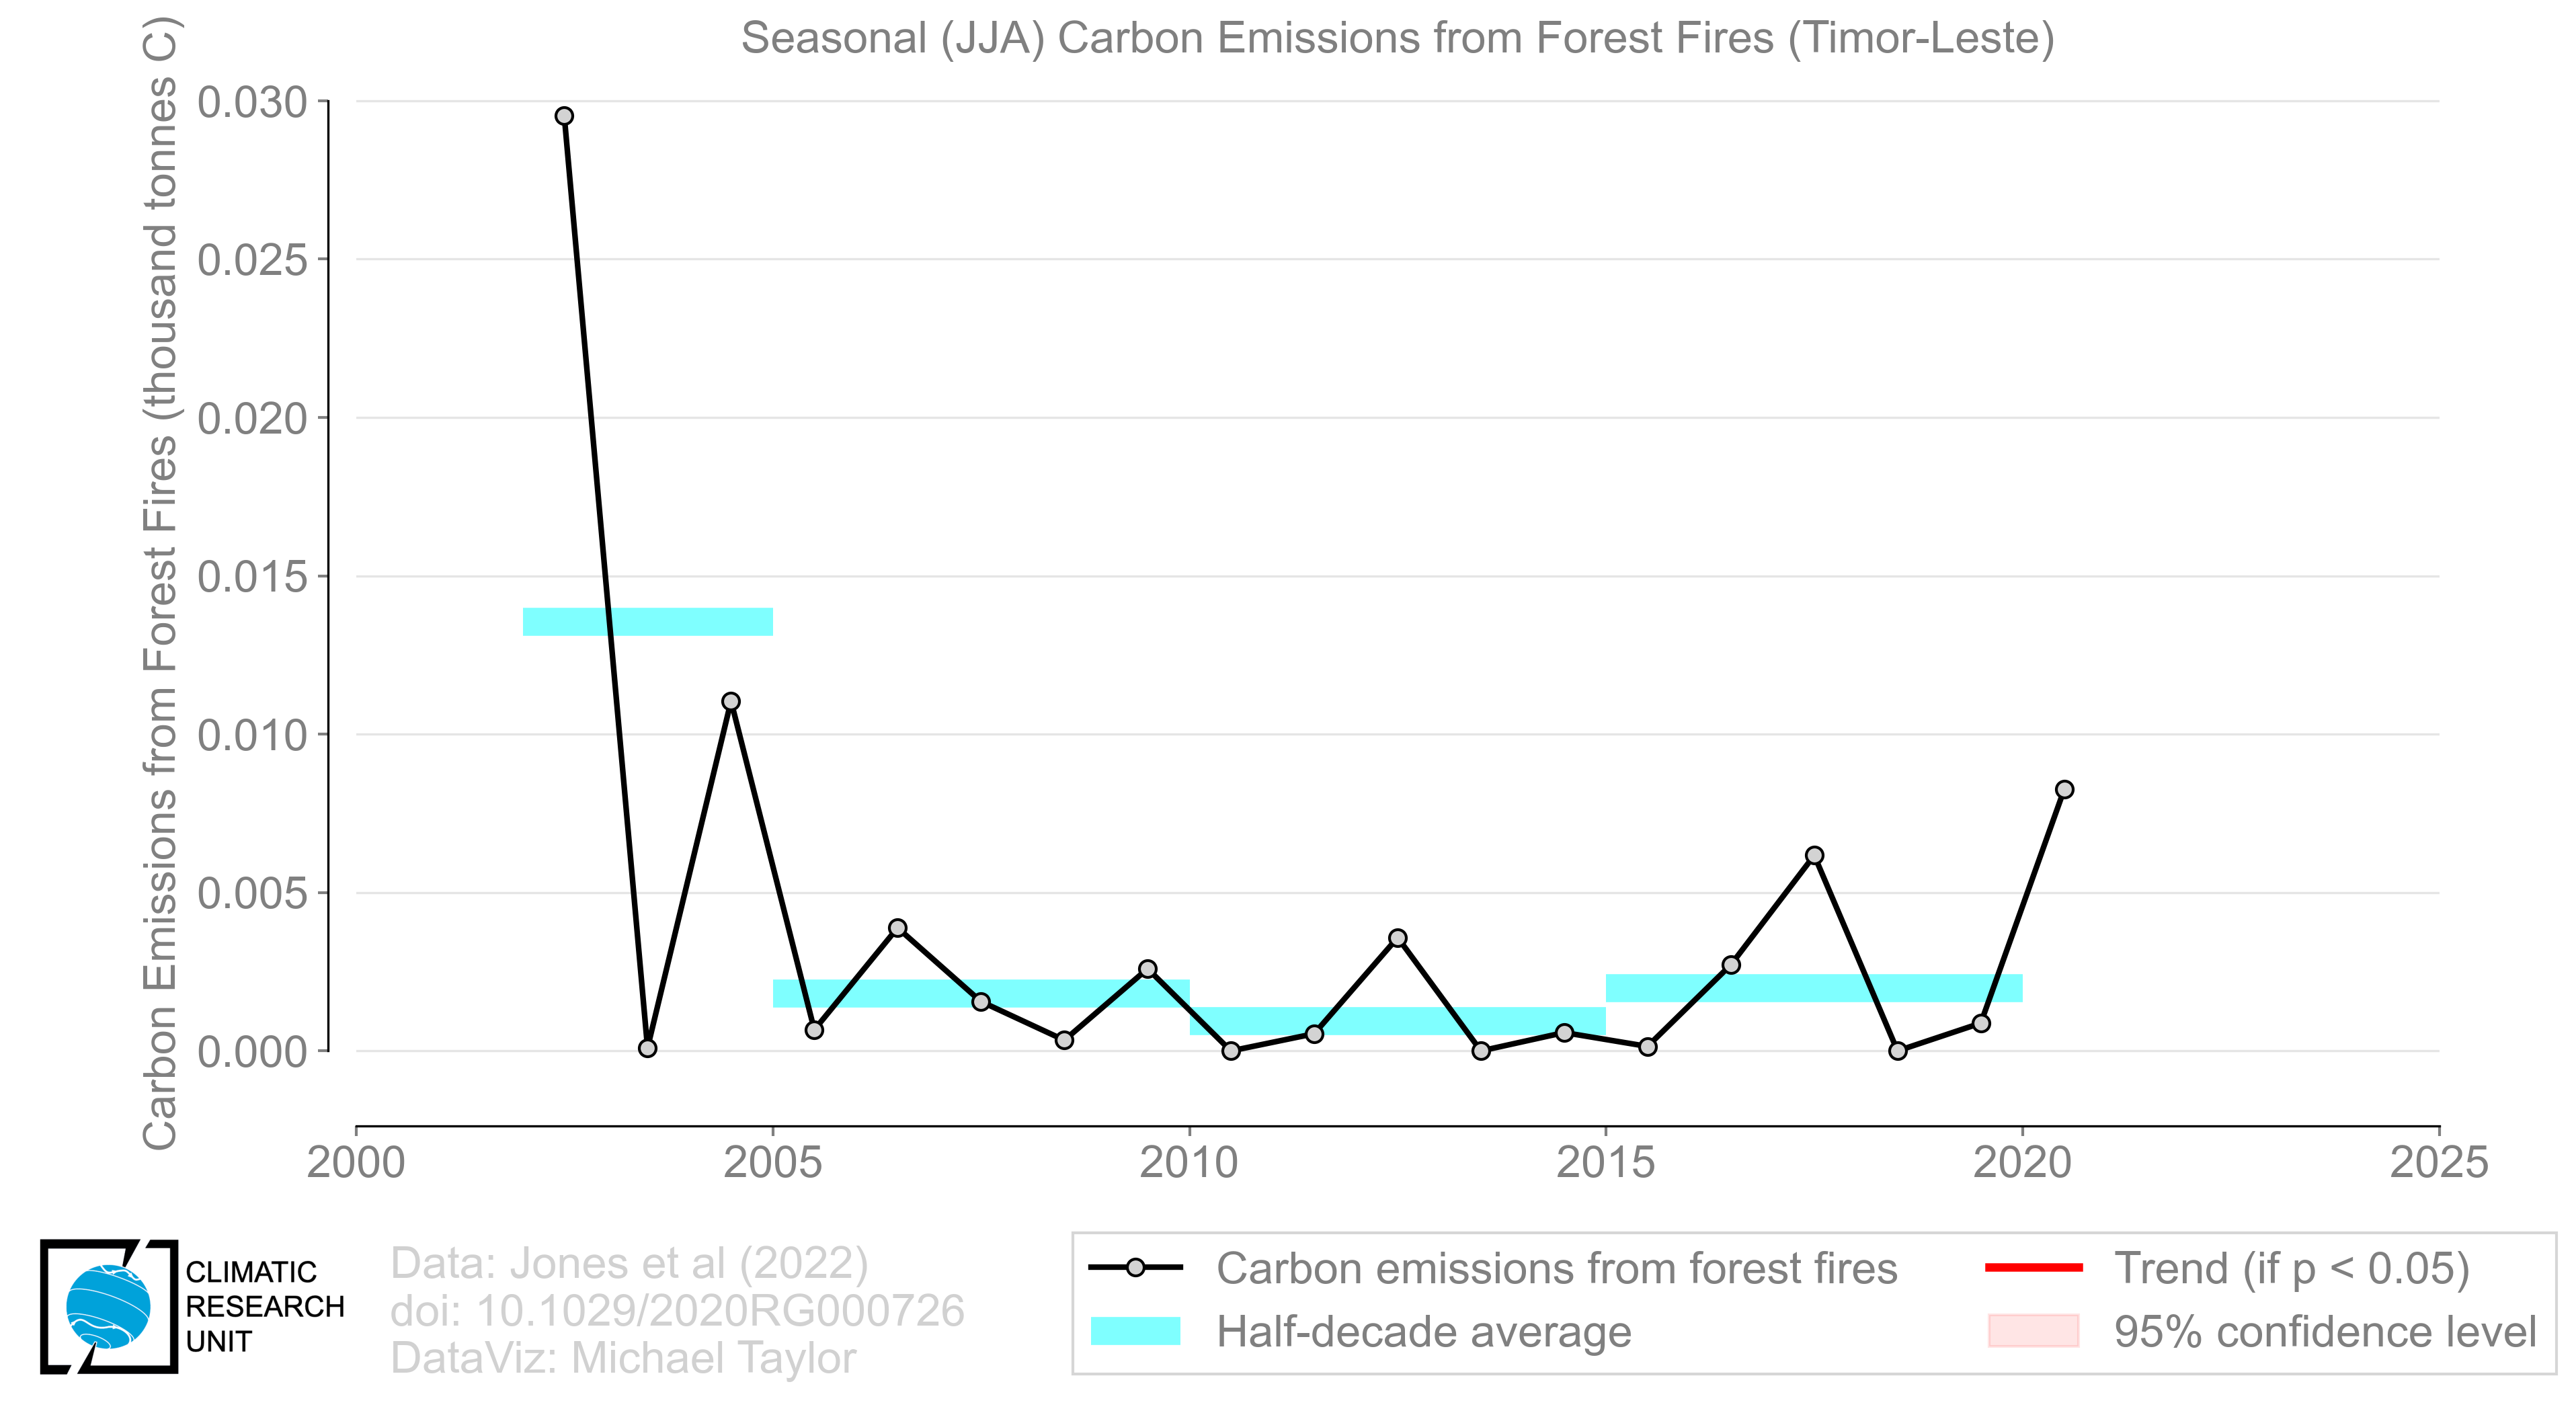 Seasonal (JJA) Carbon Emissions from Forest Fires (Timor-Leste)
Carbon Emissions from Forest Fires (thousand tonnes C)
0.030
0.025
0.020
0.015
0.010
0.005
0.000
2000 2005 2010 2015 2020 2025
CLIMATIC
RESEARCH
UNIT
Data: Jones et al (2022)
doi: 10.1029/2020RG000726
DataViz: Michael Taylor
Carbon emissions from forest fires
Half-decade average
Trend (if p < 0.05)
95% confidence level